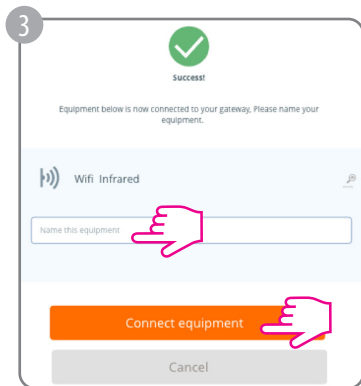 3
Success!
Equipment below is now connected to your gateway, Please name your
equipment.
Wifi Infrared
Name this equipment
Connect equipment
Cancel